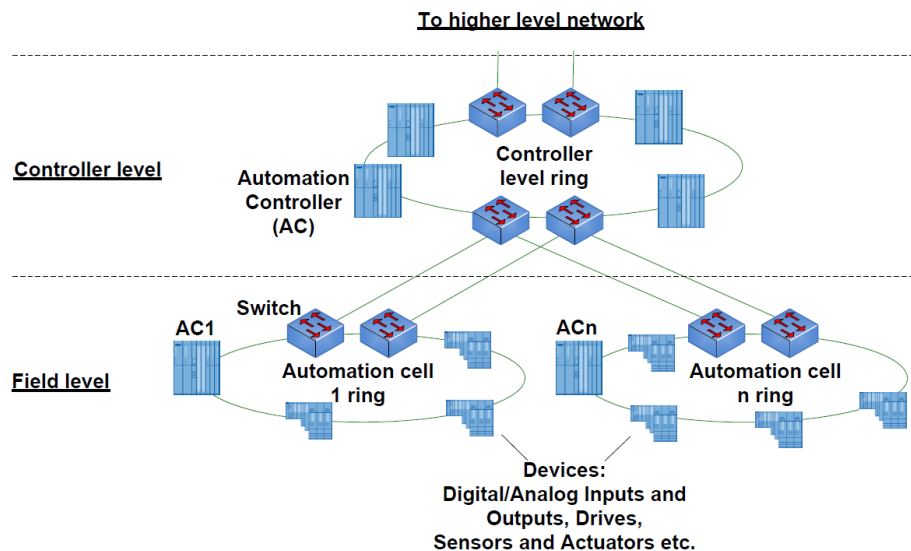 To higher level network
Controller level
Controller
level ring
Automation
Controller
(AC)
Switch
AC1
ACn
Field level
Automation cell
1 ring
Automation cell
n ring
Devices:
Digital/Analog Inputs and
Outputs, Drives,
Sensors and Actuators etc.